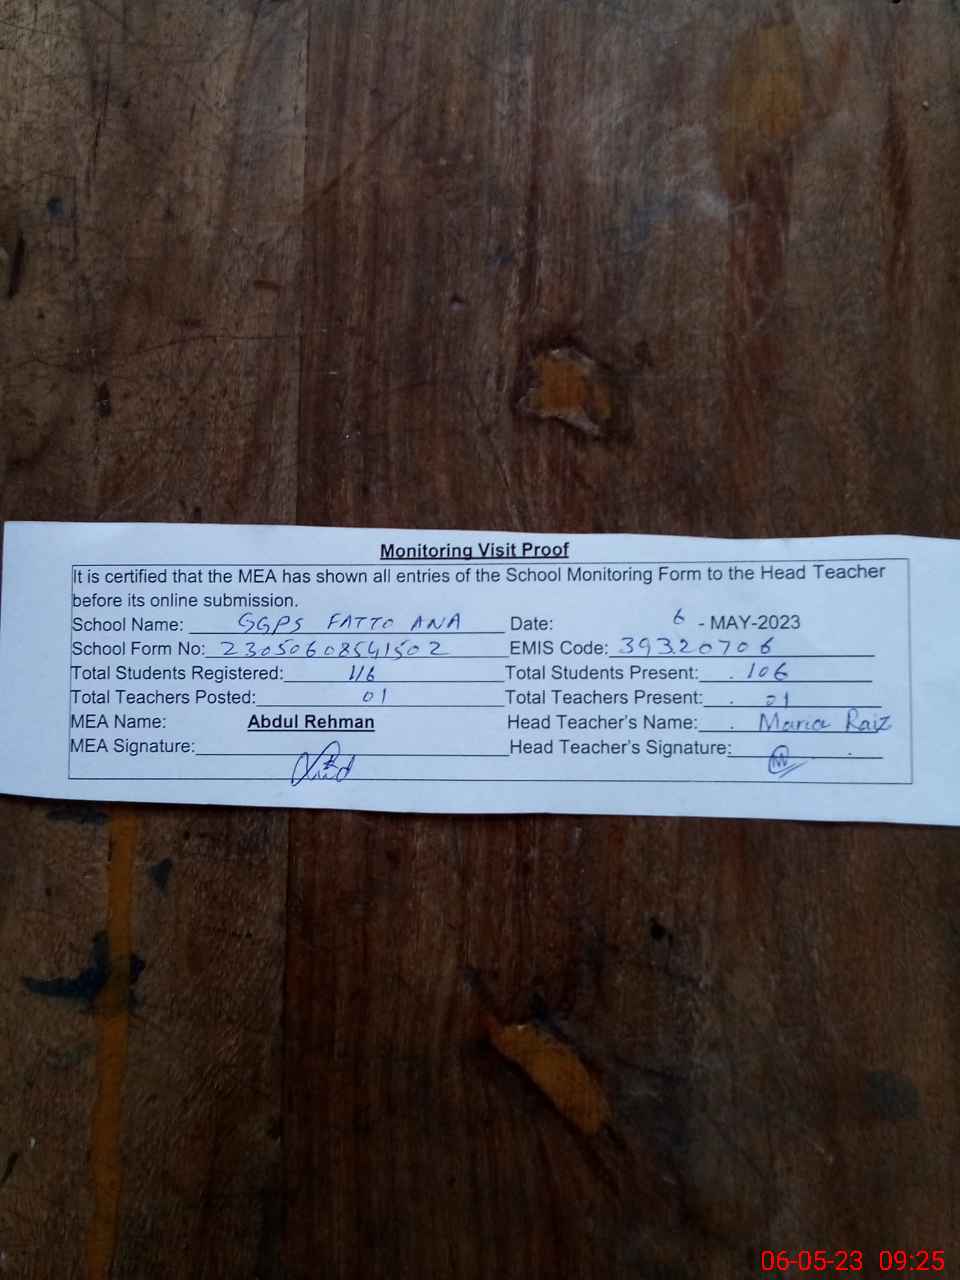 Monitoring Visit Proof
It is certified that the MEA has shown all entries of the School Monitoring Form to the Head Teacher
before its online submission.
School Name: GGPS FATTO ANA Date: 6 - MAY-2023
School Form No: 23050608541502 EMIS Code: 39320706
Total Students Registered: 116 Total Students Present: 106
Total Teachers Posted: 01 Total Teachers Present: 01
MEA Name: Abdul Rehman Head Teacher's Name: Maria Raiz
MEA Signature: Head Teacher's Signature:
06-05-23 09:25